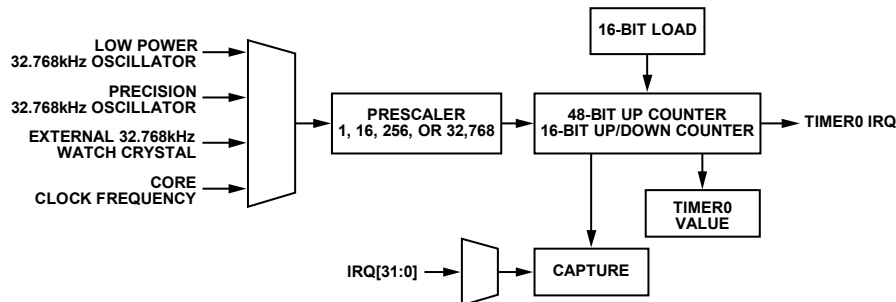 LOW POWER
32.768kHz OSCILLATOR
PRECISION
32.768kHz OSCILLATOR
EXTERNAL 32.768kHz
WATCH CRYSTAL
CORE
CLOCK FREQUENCY
PRESCALER
1, 16, 256, OR 32,768
16-BIT LOAD
48-BIT UP COUNTER
16-BIT UP/DOWN COUNTER
TIMER0 IRQ
TIMER0
VALUE
IRQ[31:0]
CAPTURE